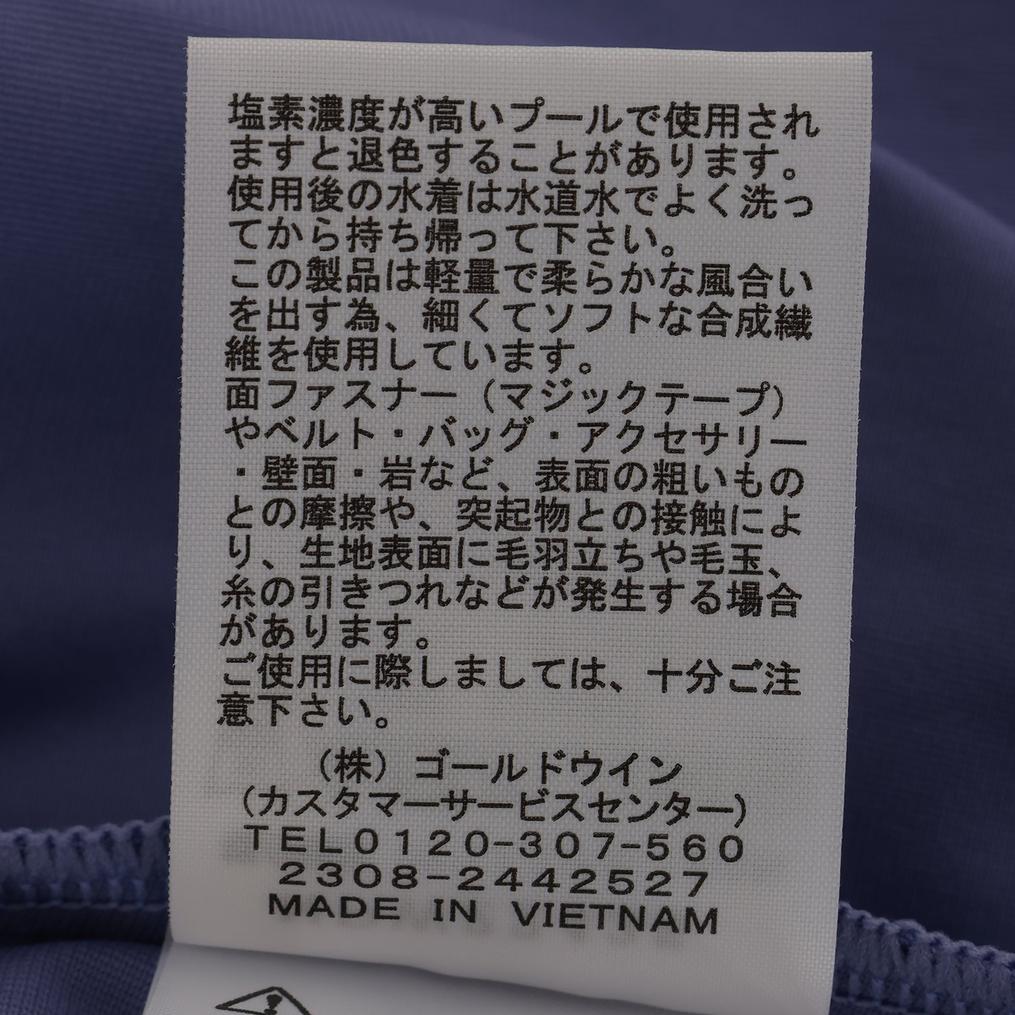 塩素濃度が高いプールで使用され
ますと退色することがあります。
使用後の水着は水道水でよく洗っ
てから持ち帰って下さい。
この製品は軽量で柔らかな風合い
を出す為、細くてソフトな合成繊
維を使用しています。
面ファスナー（マジックテープ）
やベルト・バッグ・アクセサリー
・壁面・岩など、表面の粗いもの
との摩擦や、突起物との接触によ
り、生地表面に毛羽立ちや毛玉、
糸の引きつれなどが発生する場合
があります。
ご使用に際しましては、十分ご注
意下さい。
（株）ゴールドウイン
（カスタマーサービスセンター）
TEL0120-307-560
2308-2442527
MADE IN VIETNAM